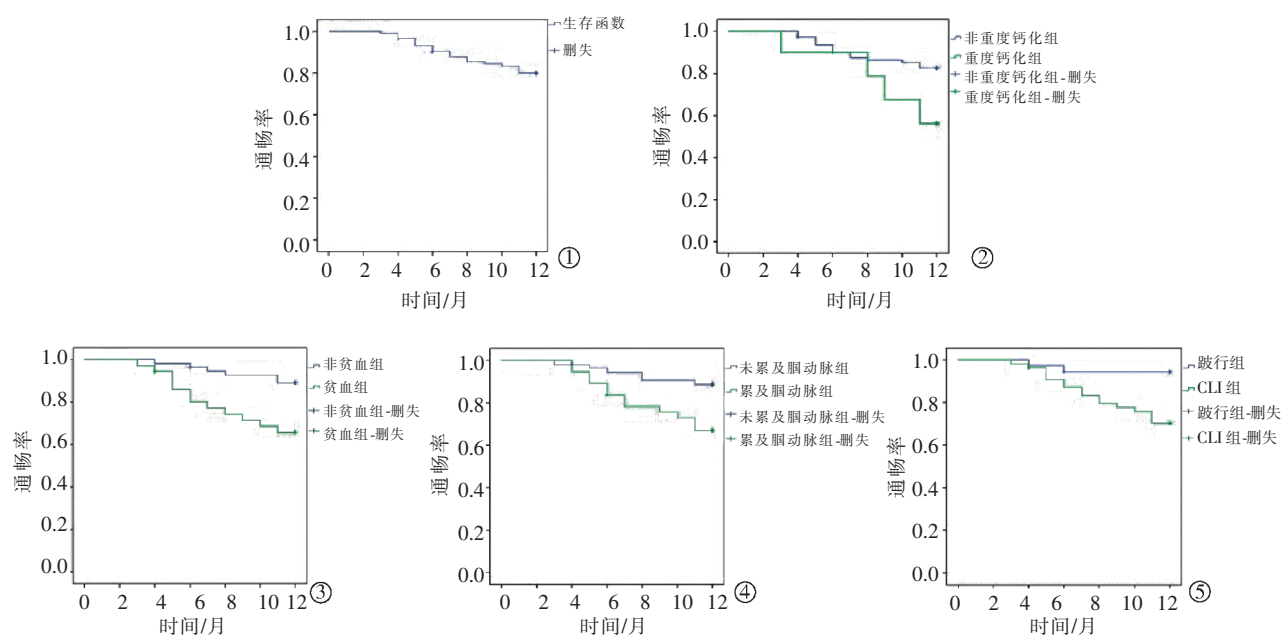 1.0
0.8
0.6
0.4
0.2
0.0
通畅率
0 2 4 6 8 10 12
时间/月
生存函数
删失
①
1.0
0.8
0.6
0.4
0.2
0.0
通畅率
0 2 4 6 8 10 12
时间/月
非重度钙化组
重度钙化组
非重度钙化组-删失
重度钙化组-删失
②
1.0
0.8
0.6
0.4
0.2
0.0
通畅率
0 2 4 6 8 10 12
时间/月
非贫血组
贫血组
非贫血组-删失
贫血组-删失
③
1.0
0.8
0.6
0.4
0.2
0.0
通畅率
0 2 4 6 8 10 12
时间/月
未累及腘动脉组
累及腘动脉组
未累及腘动脉组-删失
累及腘动脉组-删失
④
1.0
0.8
0.6
0.4
0.2
0.0
通畅率
0 2 4 6 8 10 12
时间/月
跛行组
CLI 组
跛行组-删失
CLI 组-删失
⑤